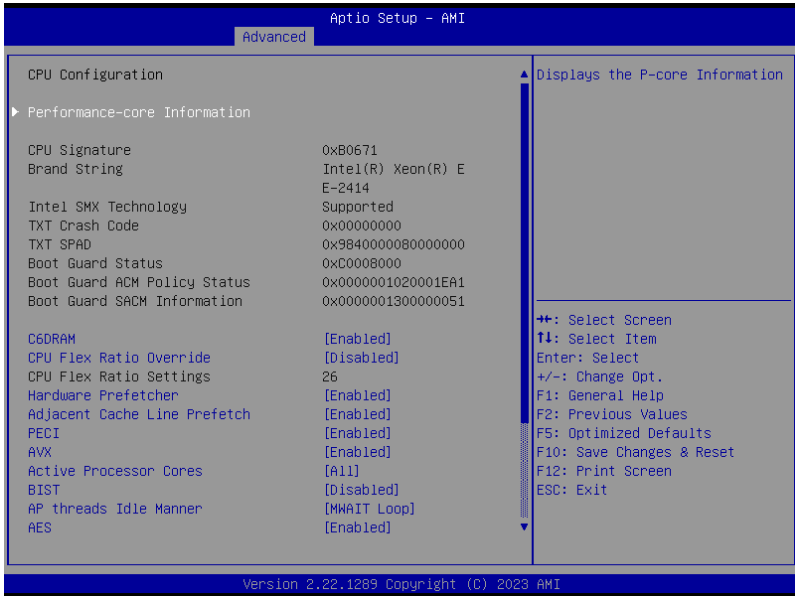 Aptio Setup – AMI
Advanced
CPU Configuration
Performance-core Information
CPU Signature 0xB0671
Brand String Intel(R) Xeon(R) E
E-2414
Intel SMX Technology Supported
TXT Crash Code 0x00000000
TXT SPAD 0x9840000080000000
Boot Guard Status 0xC0008000
Boot Guard ACM Policy Status 0x0000001020001EA1
Boot Guard SACM Information 0x0000001300000051
C6DRAM [Enabled]
CPU Flex Ratio Override [Disabled]
CPU Flex Ratio Settings 26
Hardware Prefetcher [Enabled]
Adjacent Cache Line Prefetch [Enabled]
PECI [Enabled]
AVX [Enabled]
Active Processor Cores [All]
BIST [Disabled]
AP threads Idle Manner [MWAIT Loop]
AES [Enabled]
Displays the P-core Information
→←: Select Screen
↑↓: Select Item
Enter: Select
+/-: Change Opt.
F1: General Help
F2: Previous Values
F5: Optimized Defaults
F10: Save Changes & Reset
F12: Print Screen
ESC: Exit
Version 2.22.1289 Copyright (C) 2023 AMI